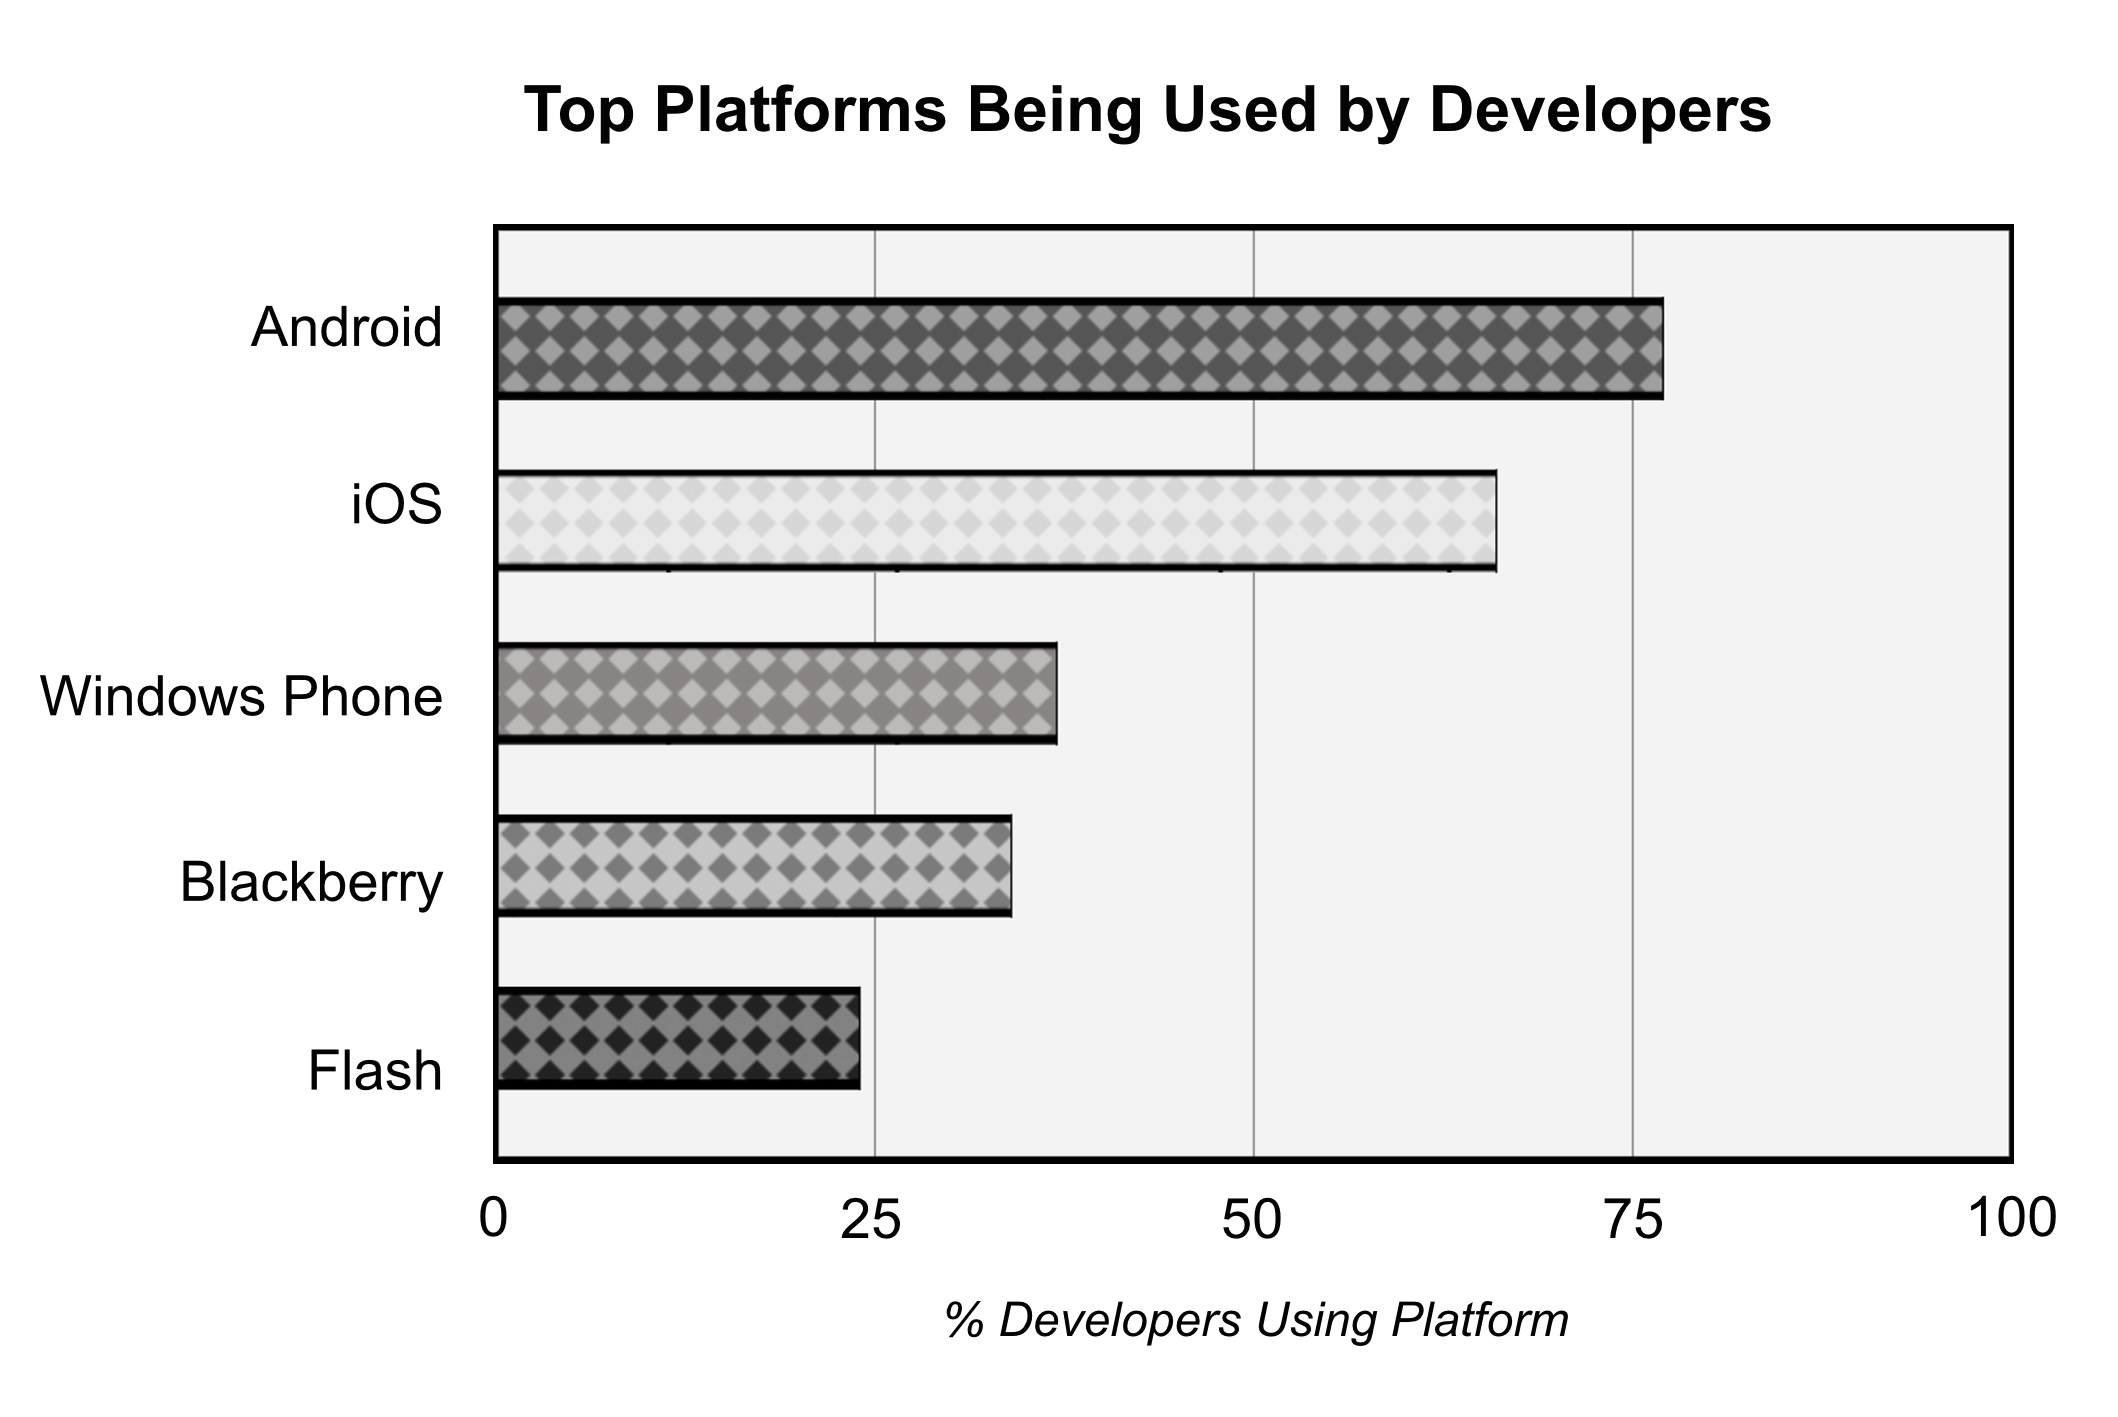 Top Platforms Being Used by Developers
Android
iOS
Windows Phone
Blackberry
Flash
0 25 50 75 100
% Developers Using Platform